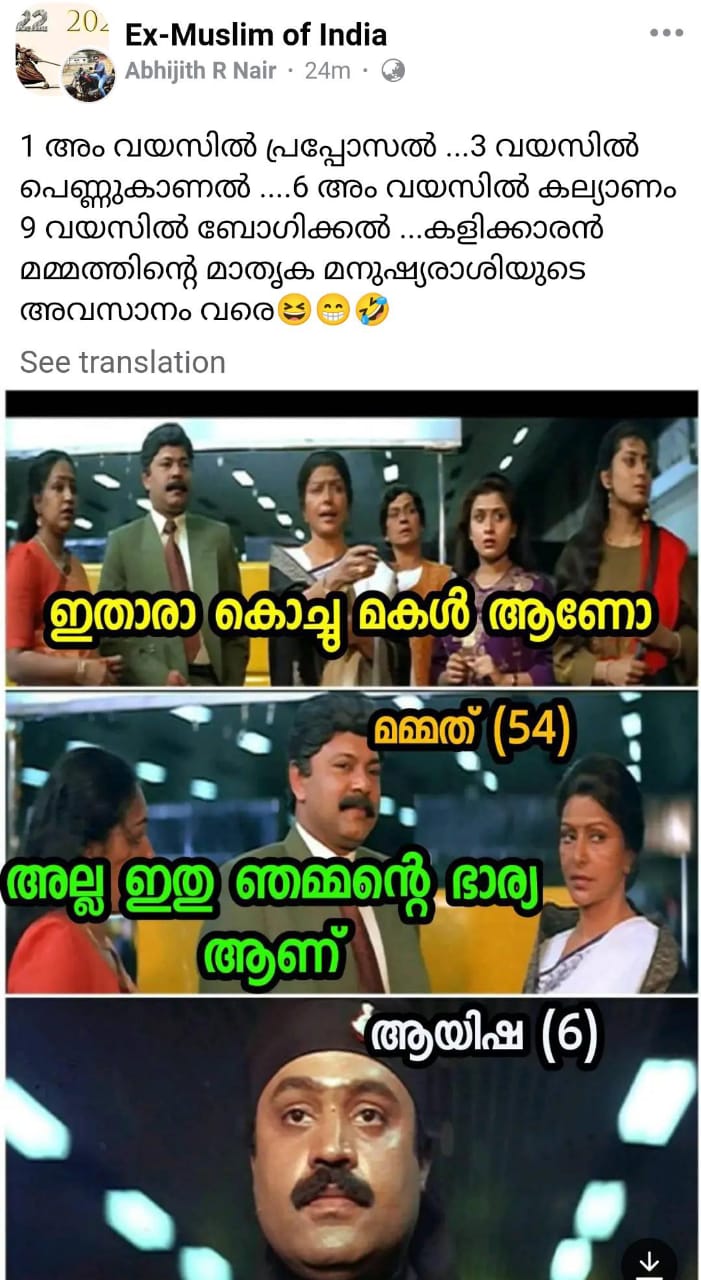 22 202
Ex-Muslim of India
Abhijith R Nair · 24m ·
1 അം വയസിൽ പ്രപ്പോസൽ ...3 വയസിൽ
പെണ്ണുകാണൽ ....6 അം വയസിൽ കല്യാണം
9 വയസിൽ ബോഗിക്കൽ ...കളിക്കാരൻ
മമ്മത്തിന്റെ മാതൃക മനുഷ്യരാശിയുടെ
അവസാനം വരെ😆😁🤣
See translation
ഇതാരാ കൊച്ചു മകൾ ആണോ
മമ്മത് (54)
അല്ല ഇതു ഞമ്മന്റെ ഭാര്യ
ആണ്
ആയിഷ (6)